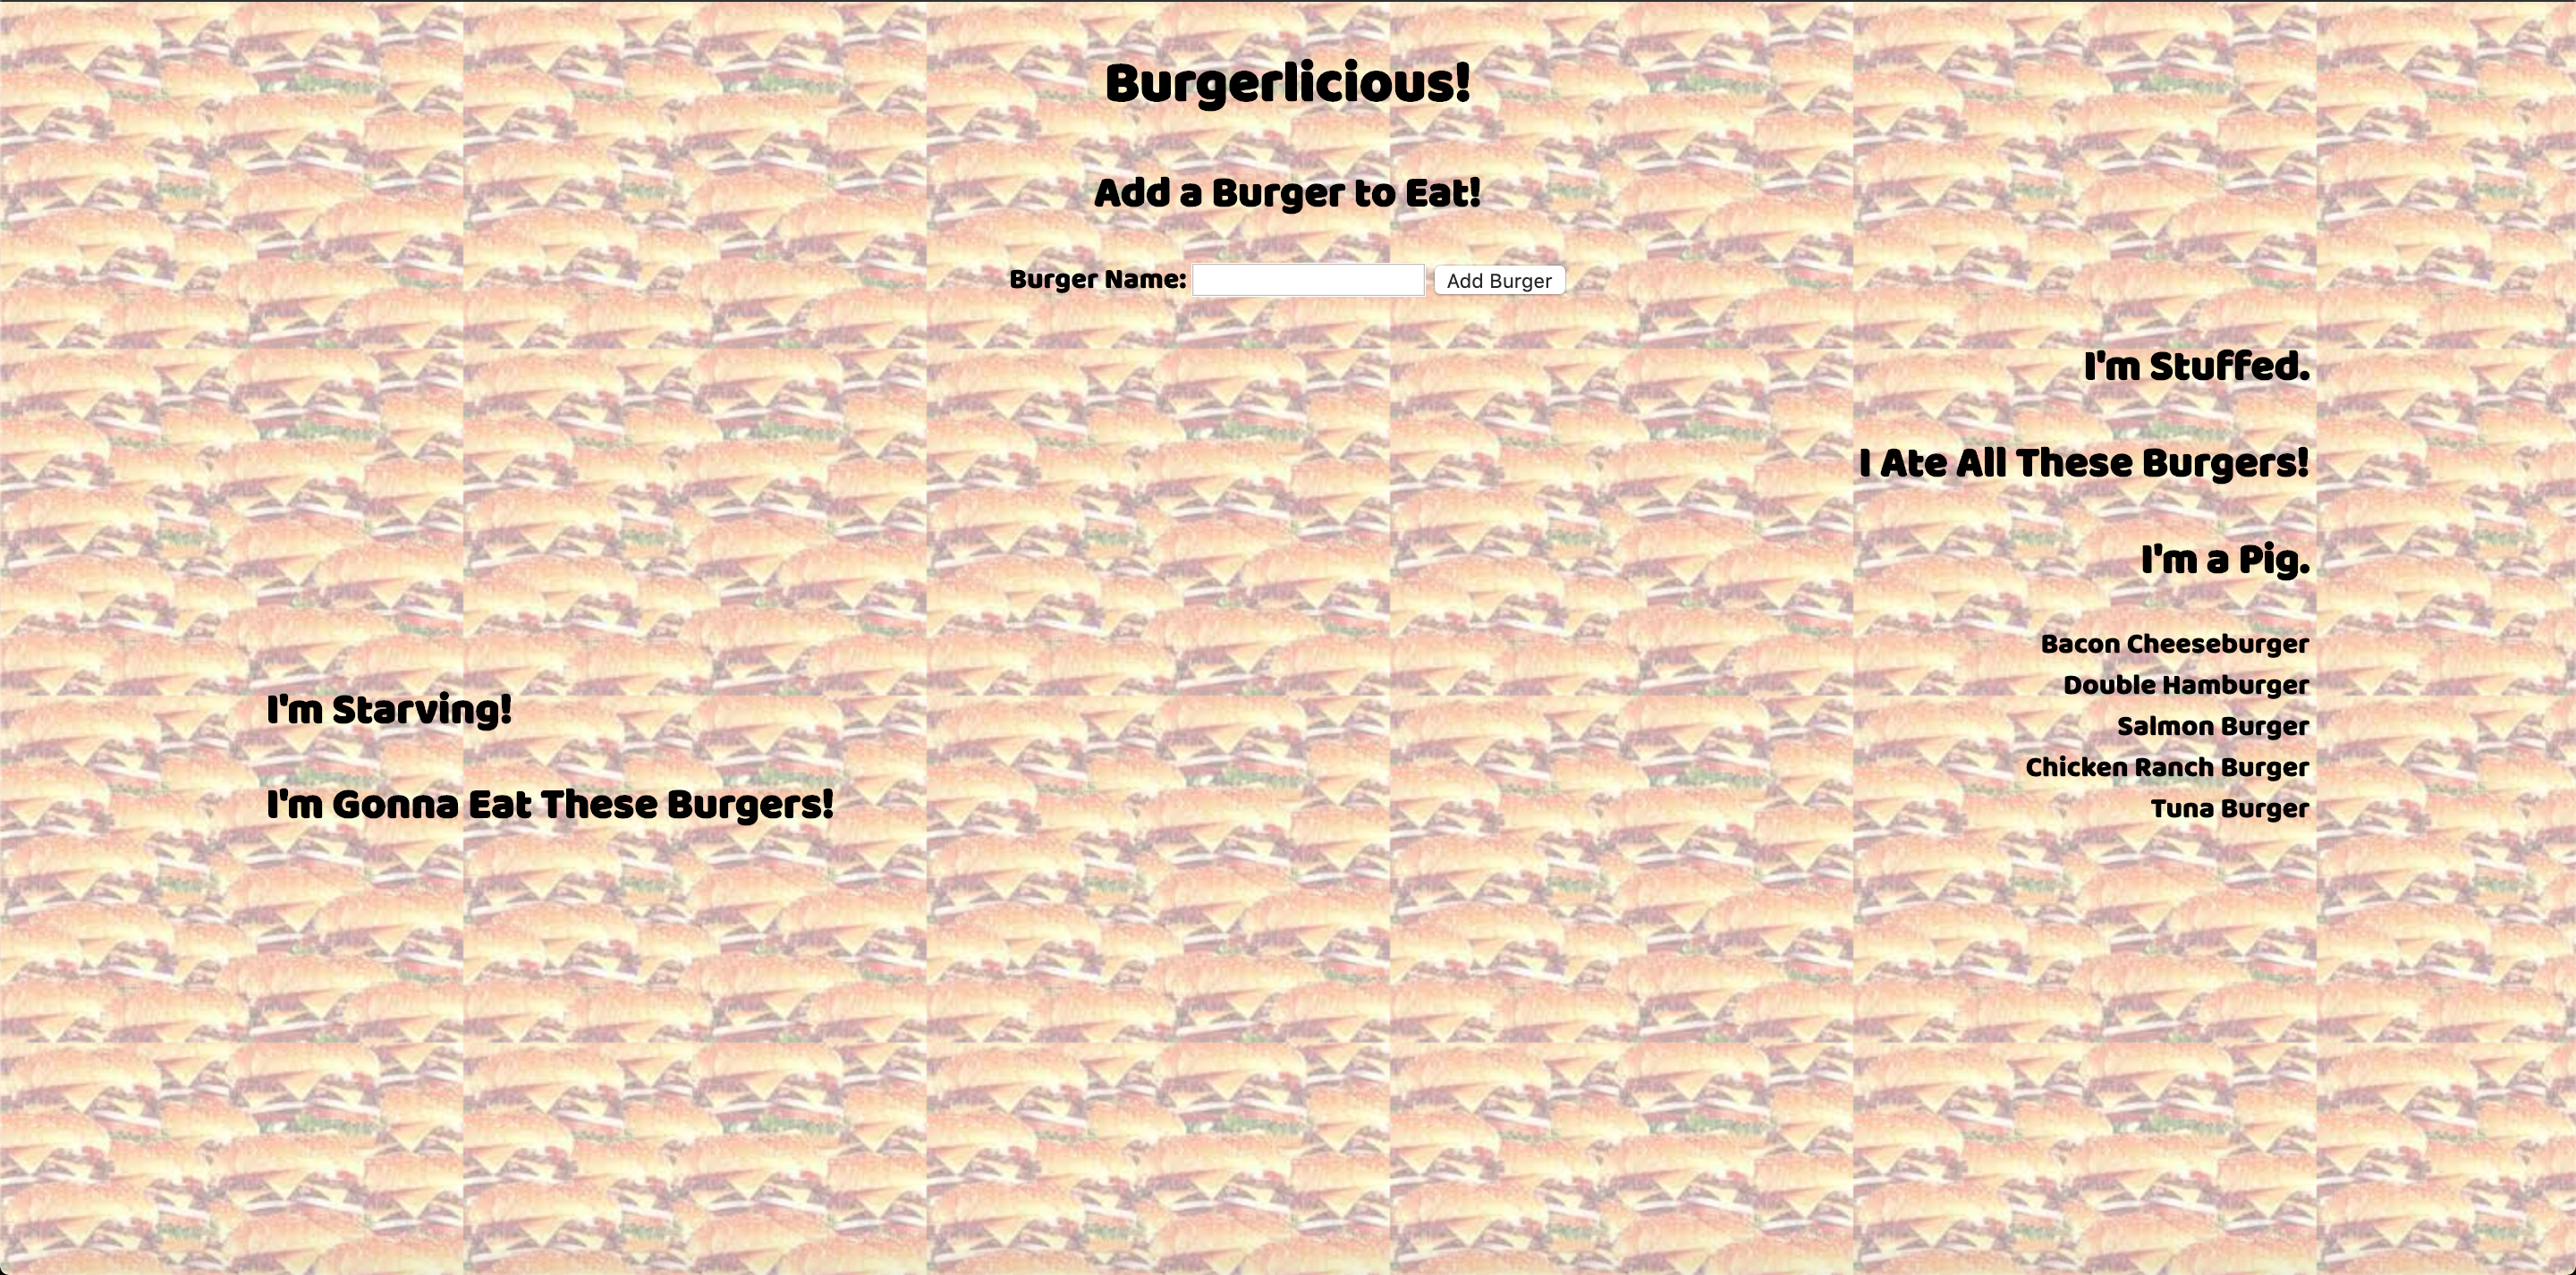 Burgerlicious!
Add a Burger to Eat!
Burger Name: Add Burger
I'm Stuffed.
I Ate All These Burgers!
I'm a Pig.
Bacon Cheeseburger
Double Hamburger
Salmon Burger
Chicken Ranch Burger
Tuna Burger
I'm Starving!
I'm Gonna Eat These Burgers!